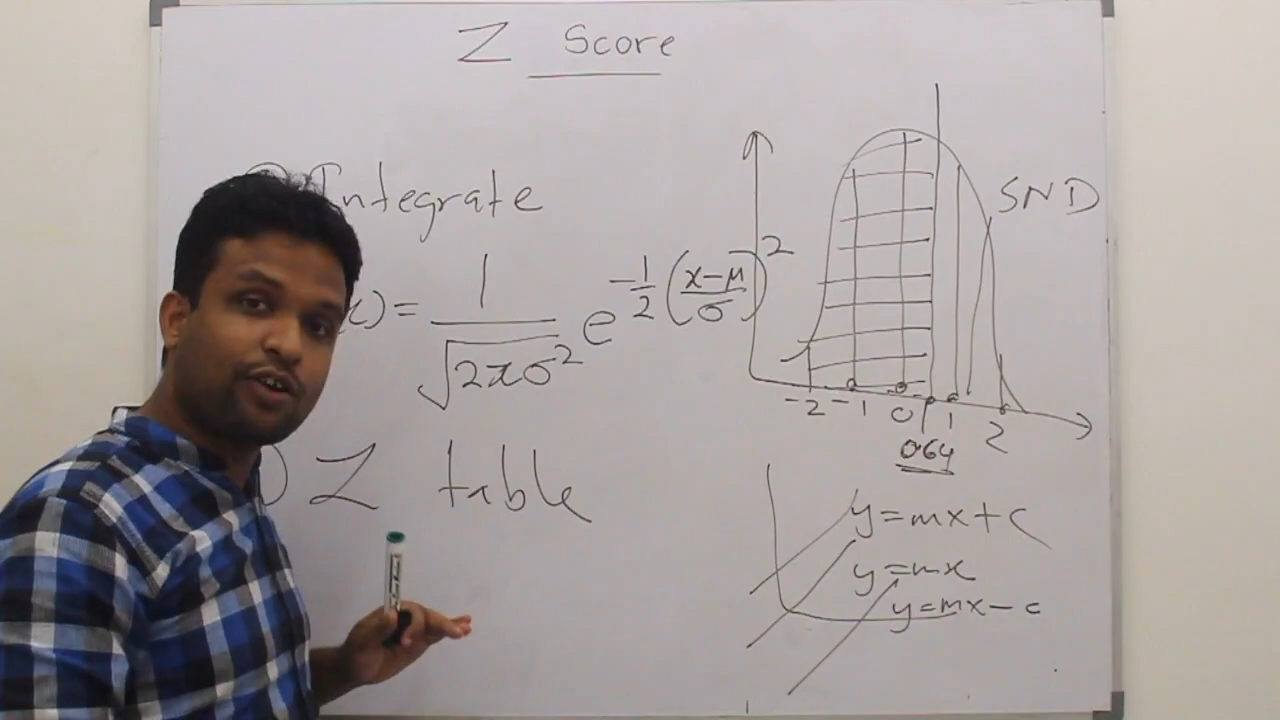 Z Score
Integrate
x) = 1/√2πσ² e^-1/2(x-μ/σ)²
Z table
SND
-2 -1 0 1 2
0.64
y=mx+c
y=mx
y=mx-c